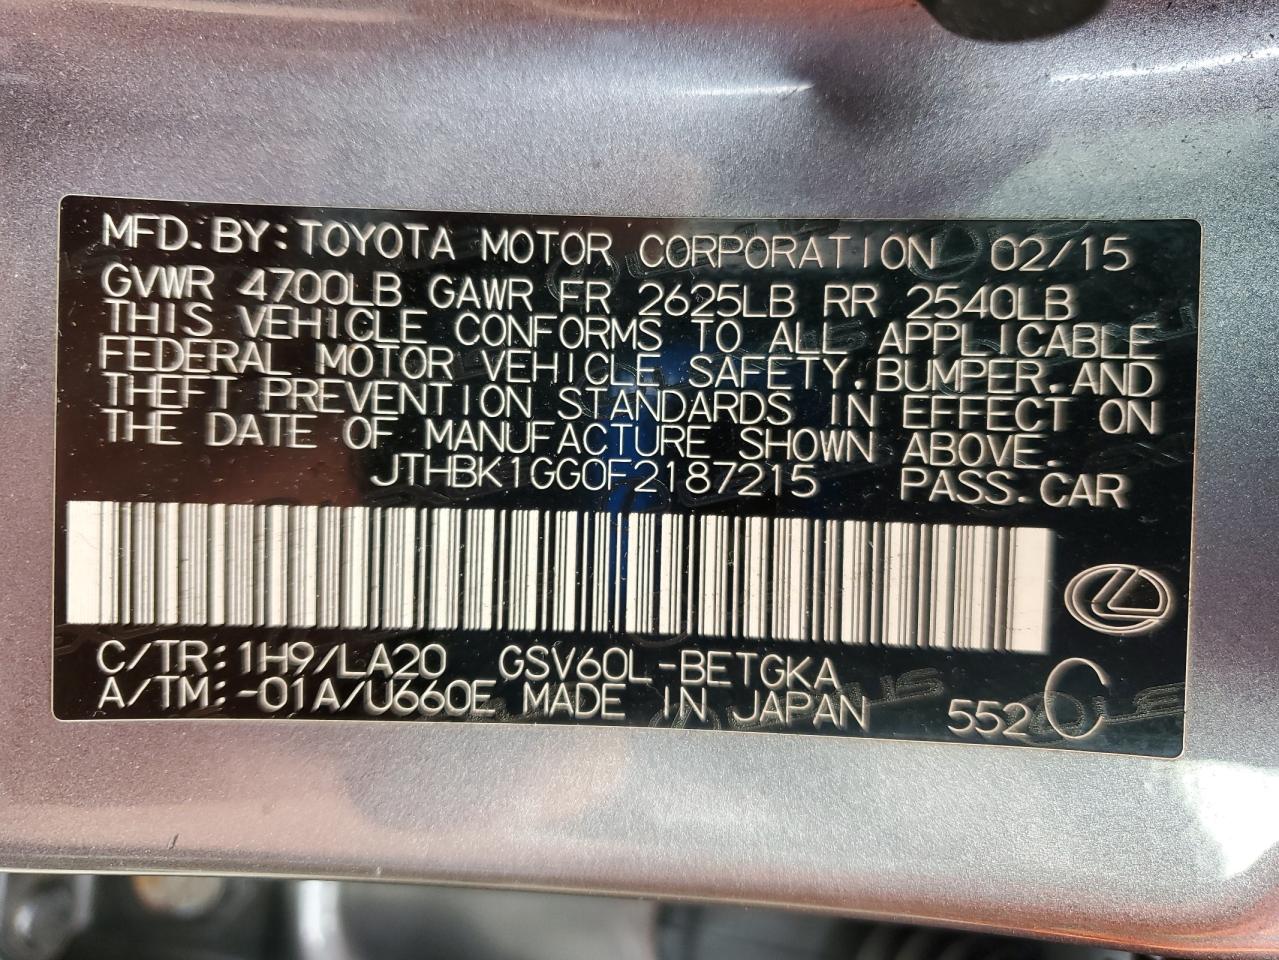 MFD. BY: TOYOTA MOTOR CORPORATION 02/15
GVWR 4700LB GAWR FR 2625LB RR 2540LB
THIS VEHICLE CONFORMS TO ALL APPLICABLE
FEDERAL MOTOR VEHICLE SAFETY, BUMPER, AND
THEFT PREVENTION STANDARDS IN EFFECT ON
THE DATE OF MANUFACTURE SHOWN ABOVE.
JTHBK1GG0F2187215 PASS. CAR
C/TR: 1H9/LA20 GSV60L-BETGKA
A/TM: -01A/U660E MADE IN JAPAN 552 C